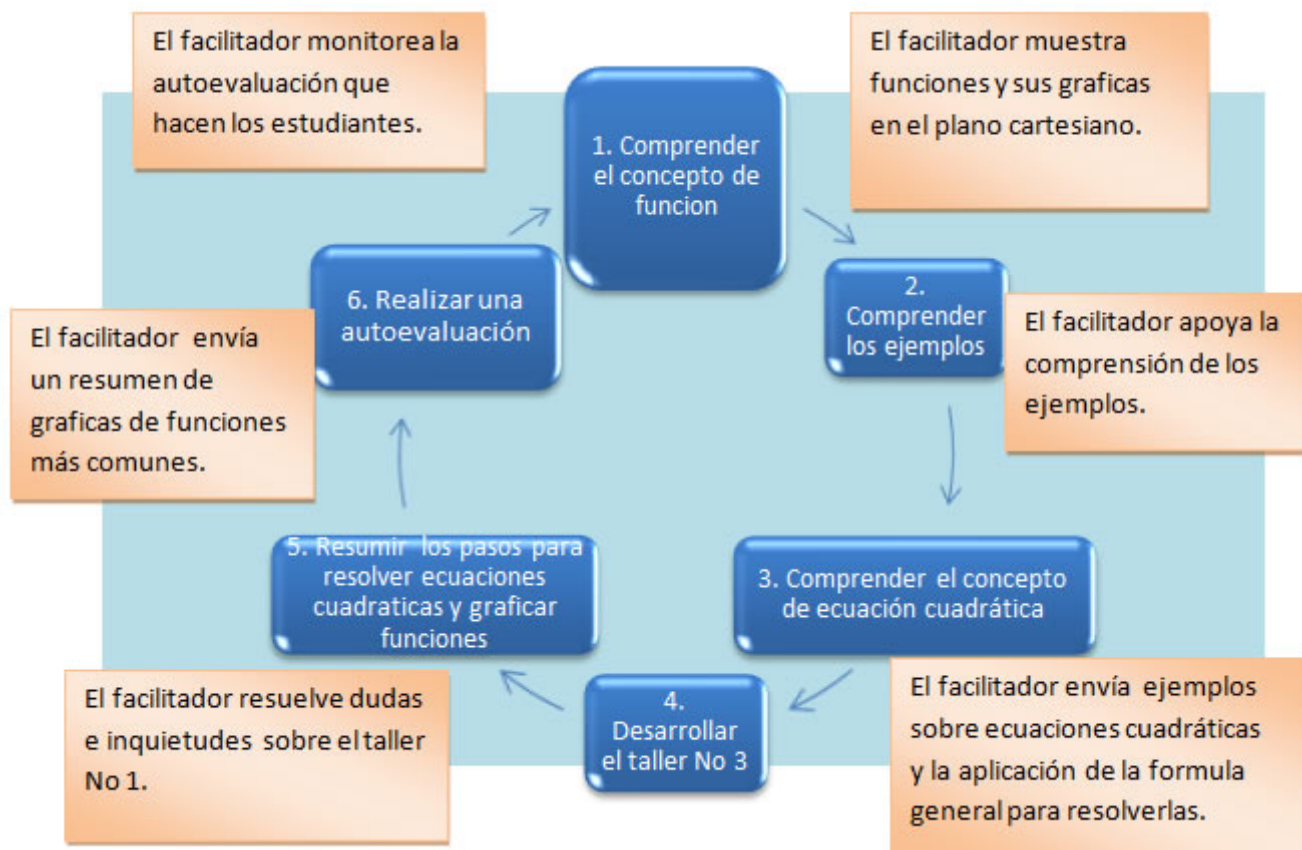 El facilitador monitorea la
autoevaluación que
hacen los estudiantes.
1. Comprender
el concepto de
funcion
El facilitador muestra
funciones y sus graficas
en el plano cartesiano.
2.
Comprender
los ejemplos
El facilitador apoya la
comprensión de los
ejemplos.
3. Comprender el concepto
de ecuación cuadrática
El facilitador envía ejemplos
sobre ecuaciones cuadráticas
y la aplicación de la formula
general para resolverlas.
4.
Desarrollar
el taller No 3
El facilitador resuelve dudas
e inquietudes sobre el taller
No 1.
5. Resumir los pasos para
resolver ecuaciones
cuadraticas y graficar
funciones
El facilitador envía
un resumen de
graficas de funciones
más comunes.
6. Realizar una
autoevaluación